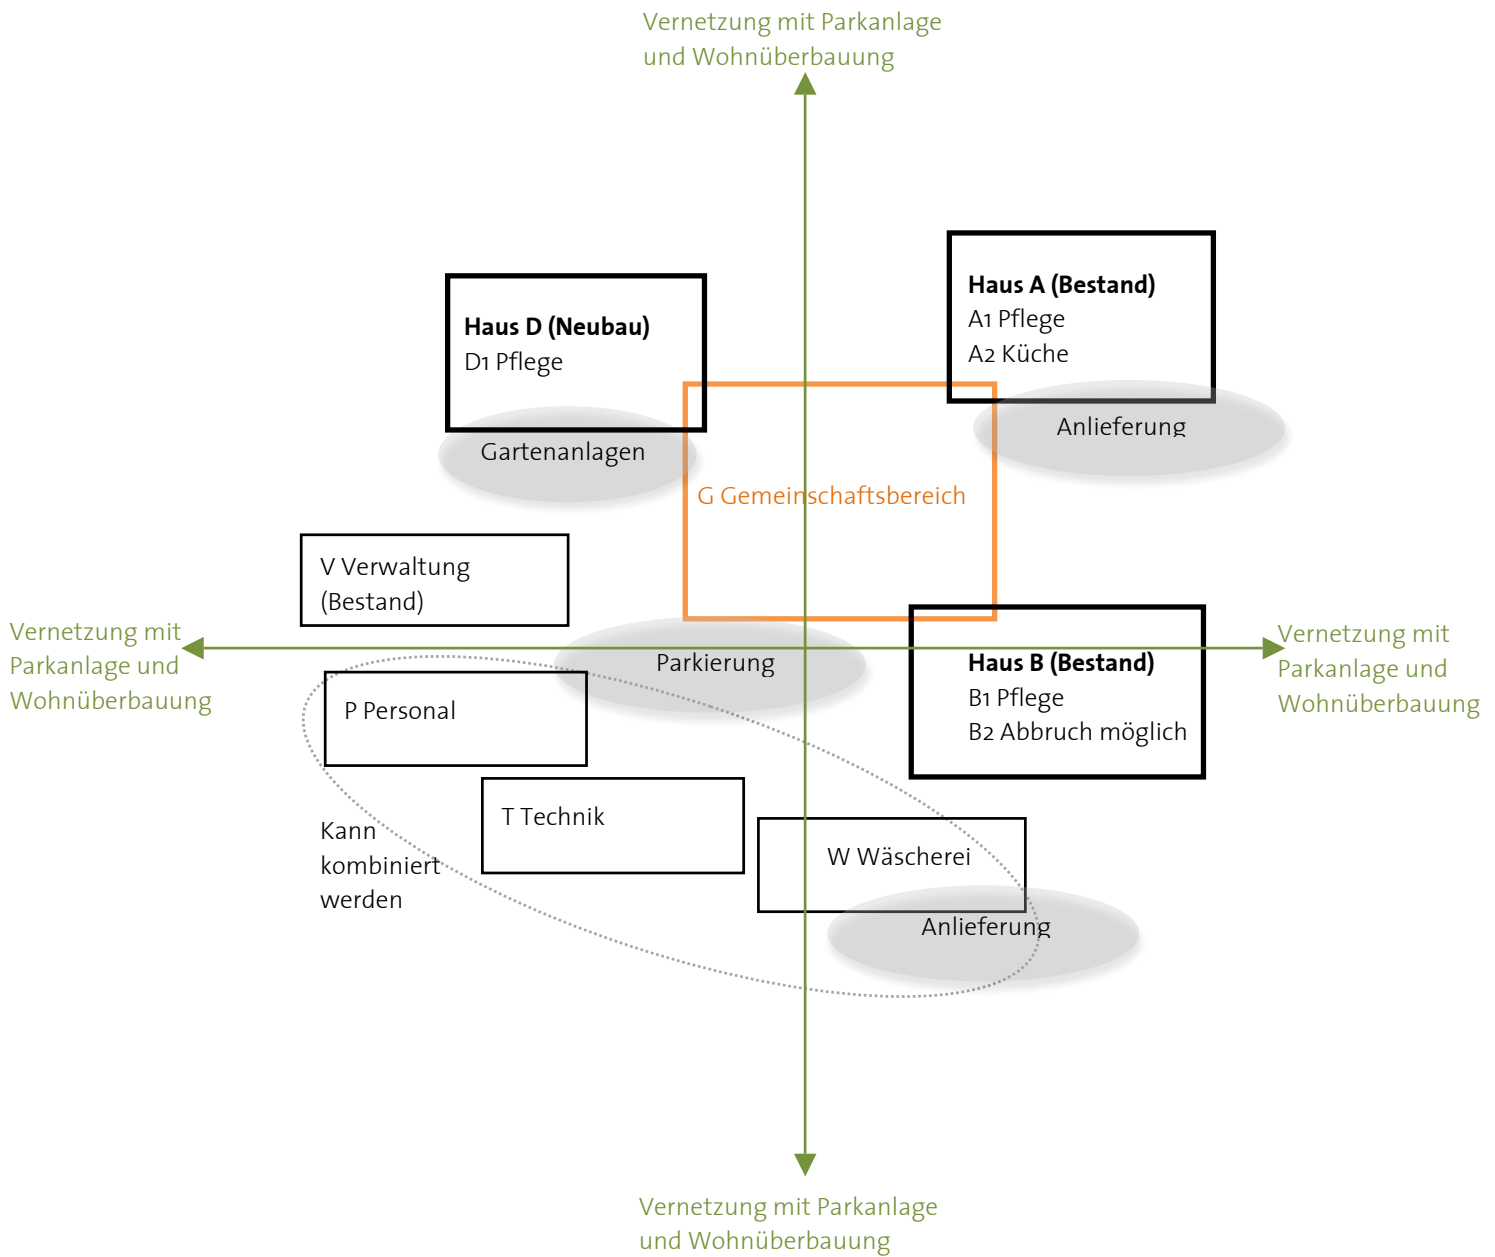 Vernetzung mit Parkanlage
und Wohnüberbauung
Haus A (Bestand)
A1 Pflege
A2 Küche
Haus D (Neubau)
D1 Pflege
Anlieferung
Gartenanlagen
G Gemeinschaftsbereich
V Verwaltung
(Bestand)
Vernetzung mit
Parkanlage und
Wohnüberbauung
Parkierung
Haus B (Bestand)
B1 Pflege
B2 Abbruch möglich
Vernetzung mit
Parkanlage und
Wohnüberbauung
P Personal
T Technik
Kann
kombiniert
werden
W Wäscherei
Anlieferung
Vernetzung mit Parkanlage
und Wohnüberbauung